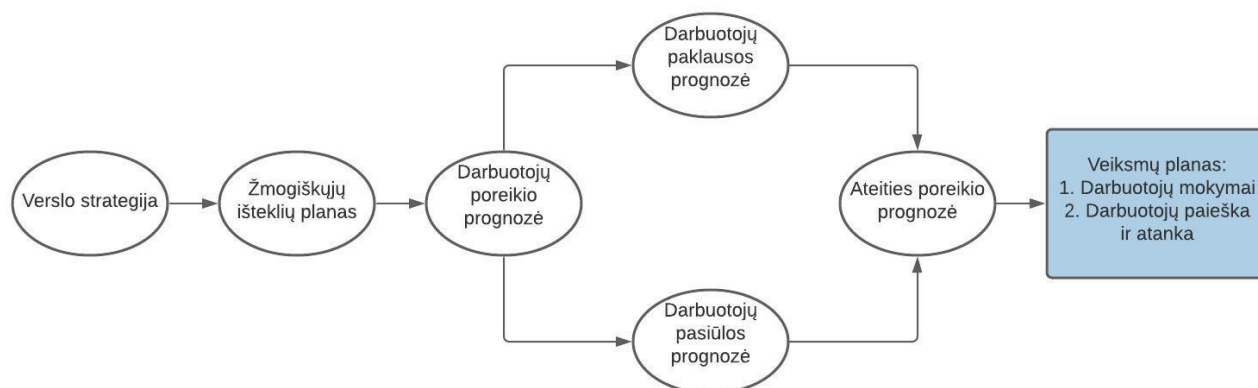 Verslo strategija
Žmogiškųjų
išteklių planas
Darbuotojų
poreikio
prognozė
Darbuotojų
paklausos
prognozė
Darbuotojų
pasiūlos
prognozė
Ateities poreikio
prognozė
Veiksmų planas:
1. Darbuotojų mokymai
2. Darbuotojų paieška
ir atanka